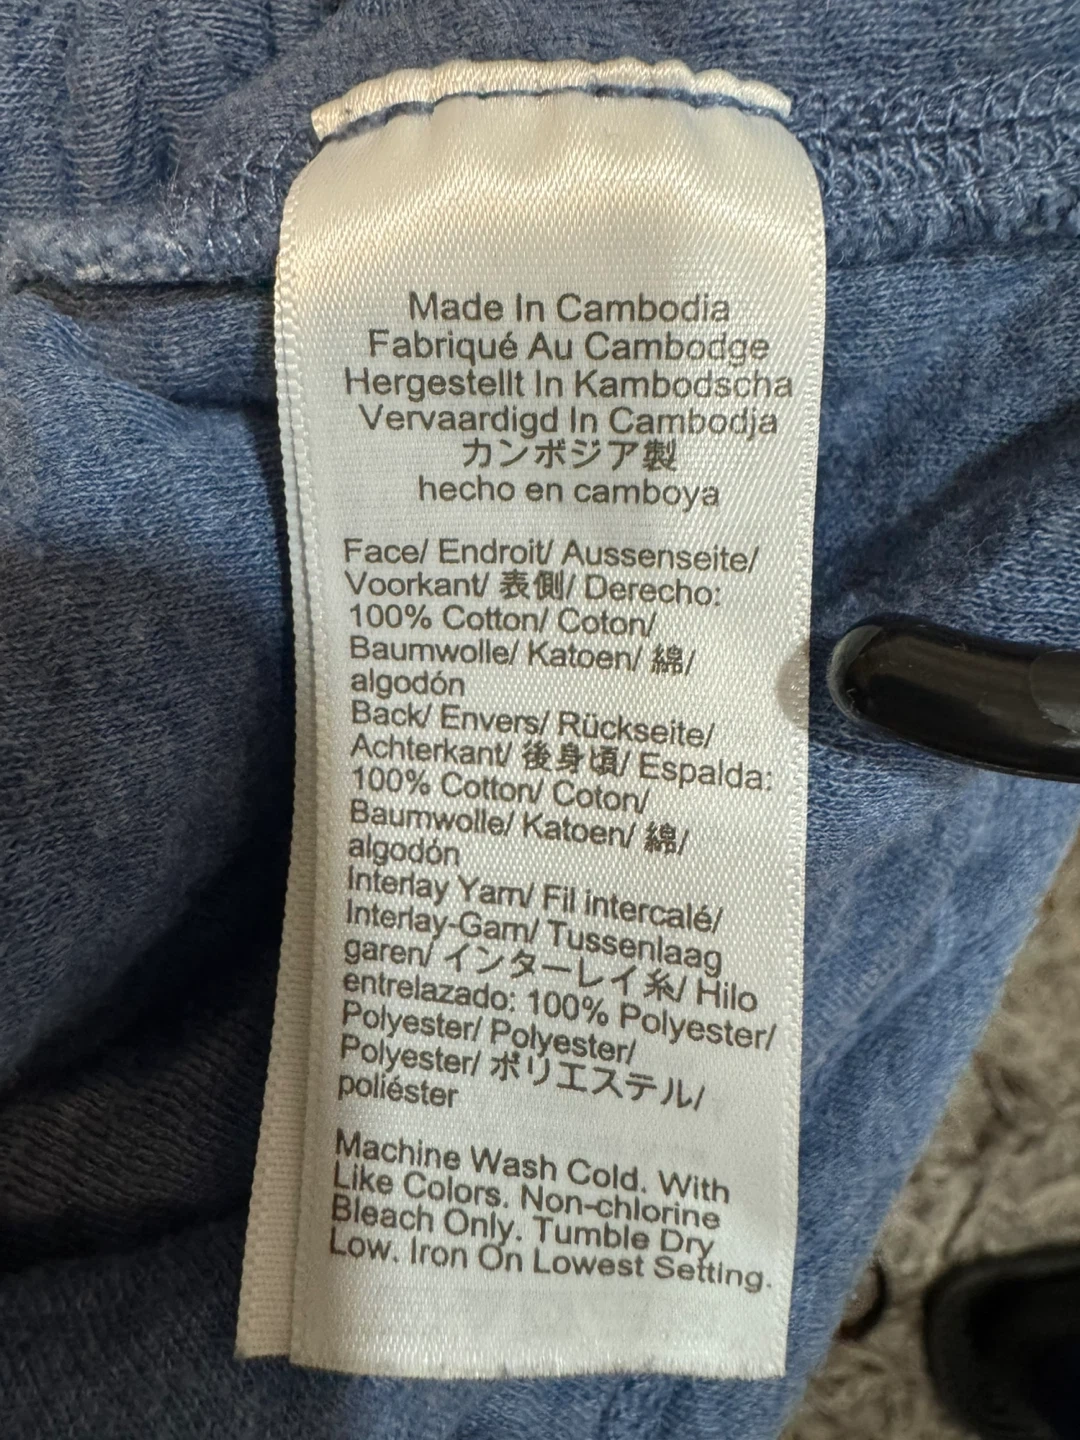 Made In Cambodia
Fabriqué Au Cambodge
Hergestellt In Kambodscha
Vervaardigd In Cambodja
カンボジア製
hecho en camboya
Face/ Endroit/ Aussenseite/
Voorkant/ 表側/ Derecho:
100% Cotton/ Coton/
Baumwolle/ Katoen/ 綿/
algodón
Back/ Envers/ Rückseite/
Achterkant/ 後身頃/ Espalda:
100% Cotton/ Coton/
Baumwolle/ Katoen/ 綿/
algodón
Interlay Yarn/ Fil intercalé/
Interlay-Garn/ Tussenlaag
garen/ インターレイ糸/ Hilo
entrelazado: 100% Polyester/
Polyester/ Polyester/
Polyester/ ポリエステル/
poliéster
Machine Wash Cold. With
Like Colors. Non-chlorine
Bleach Only. Tumble Dry
Low. Iron On Lowest Setting.